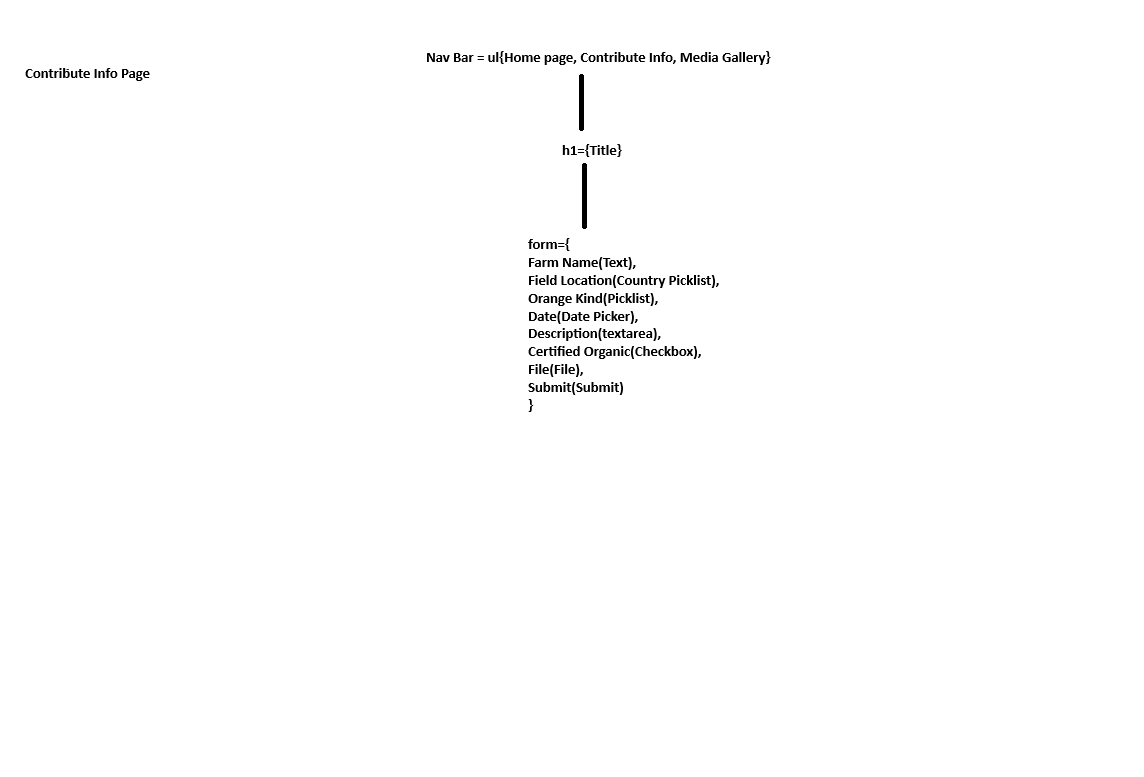 Nav Bar = ul{Home page, Contribute Info, Media Gallery}
Contribute Info Page
h1={Title}
form={
Farm Name(Text),
Field Location(Country Picklist),
Orange Kind(Picklist),
Date(Date Picker),
Description(textarea),
Certified Organic(Checkbox),
File(File),
Submit(Submit)
}